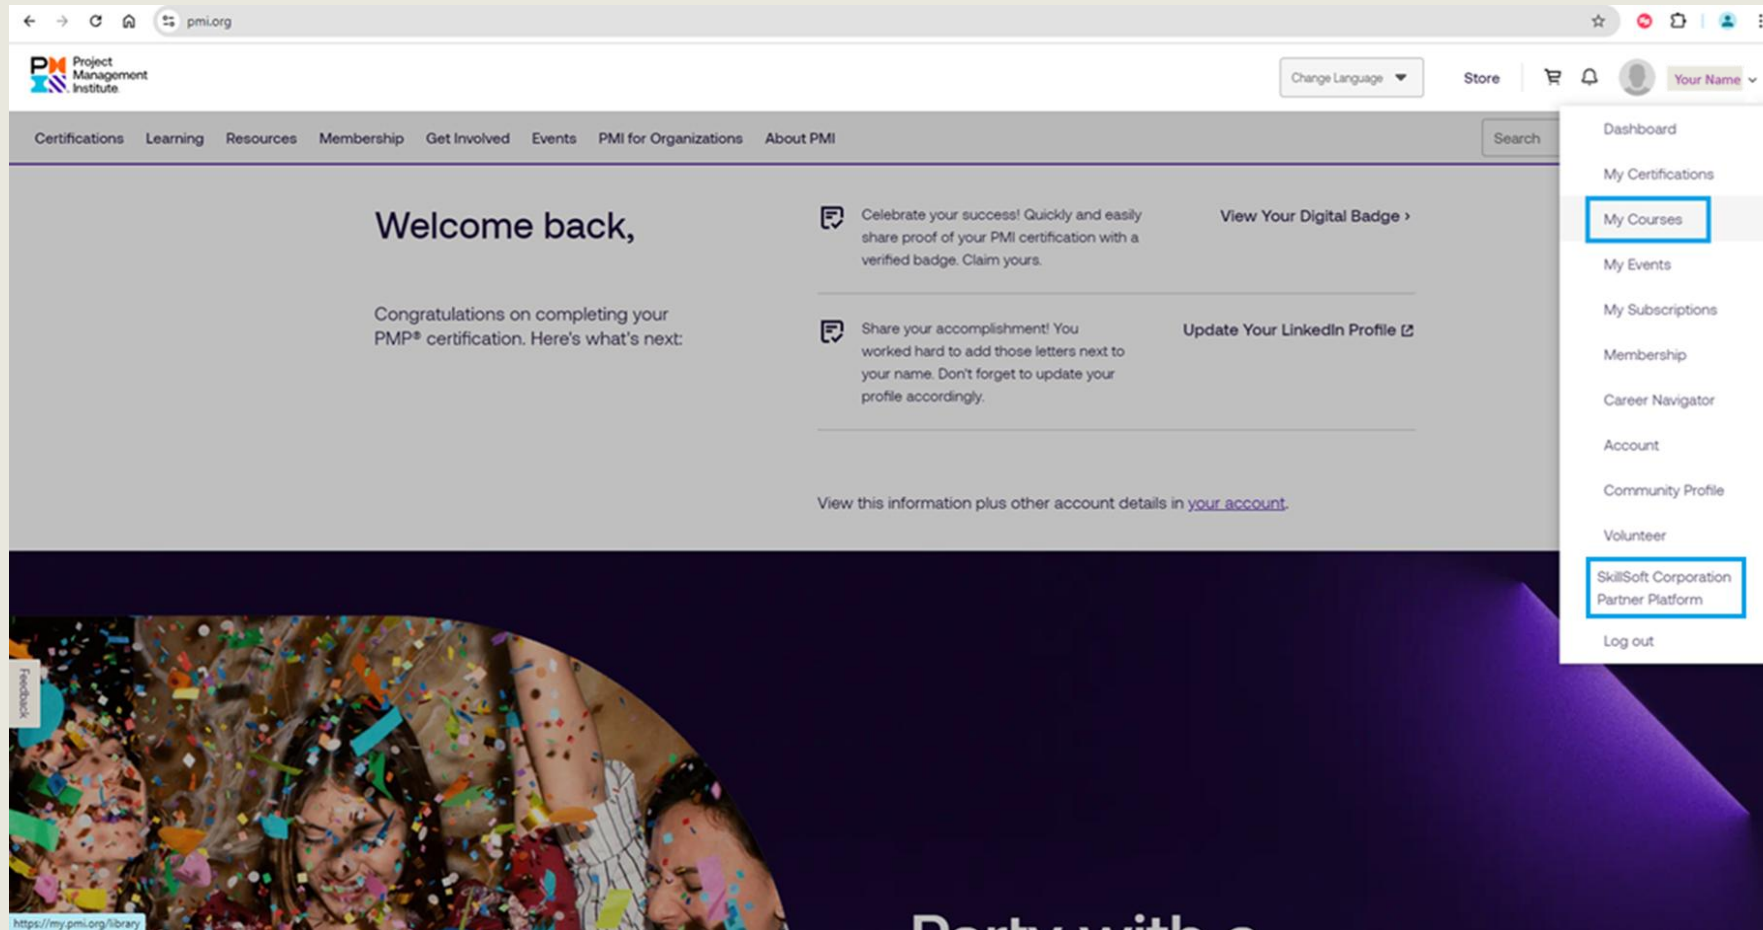 pmi.org
Project
Management
Institute.
Change Language
Store
Your Name
Certifications Learning Resources Membership Get Involved Events PMI for Organizations About PMI
Search
Dashboard
My Certifications
My Courses
My Events
My Subscriptions
Membership
Career Navigator
Account
Community Profile
Volunteer
SkillSoft Corporation
Partner Platform
Log out
Welcome back,
Congratulations on completing your
PMP® certification. Here's what's next:
Celebrate your success! Quickly and easily
share proof of your PMI certification with a
verified badge. Claim yours.
View Your Digital Badge ›
Share your accomplishment! You
worked hard to add those letters next to
your name. Don't forget to update your
profile accordingly.
Update Your LinkedIn Profile
View this information plus other account details in your account.
Feedback
Party with a
https://my.pmi.org/library